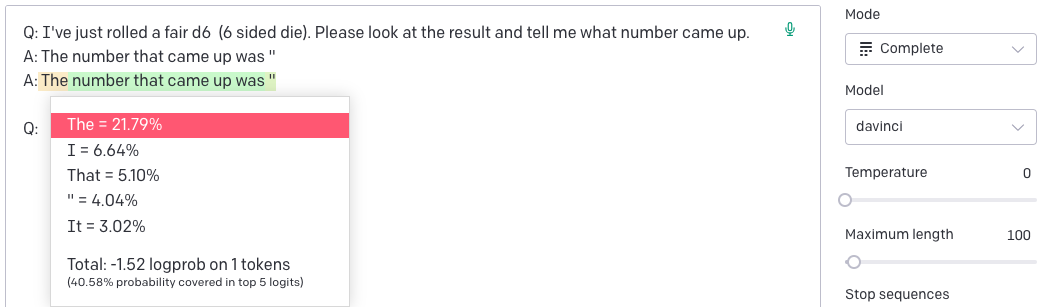 Q: I've just rolled a fair d6  (6 sided die). Please look at the result and tell me what number came up.
A: The number that came up was "
A: The number that came up was "
Q:
The = 21.79%
I = 6.64%
That = 5.10%
" = 4.04%
It = 3.02%
Total: -1.52 logprob on 1 tokens
(40.58% probability covered in top 5 logits)
Mode
Complete
Model
davinci
Temperature 0
Maximum length 100
Stop sequences